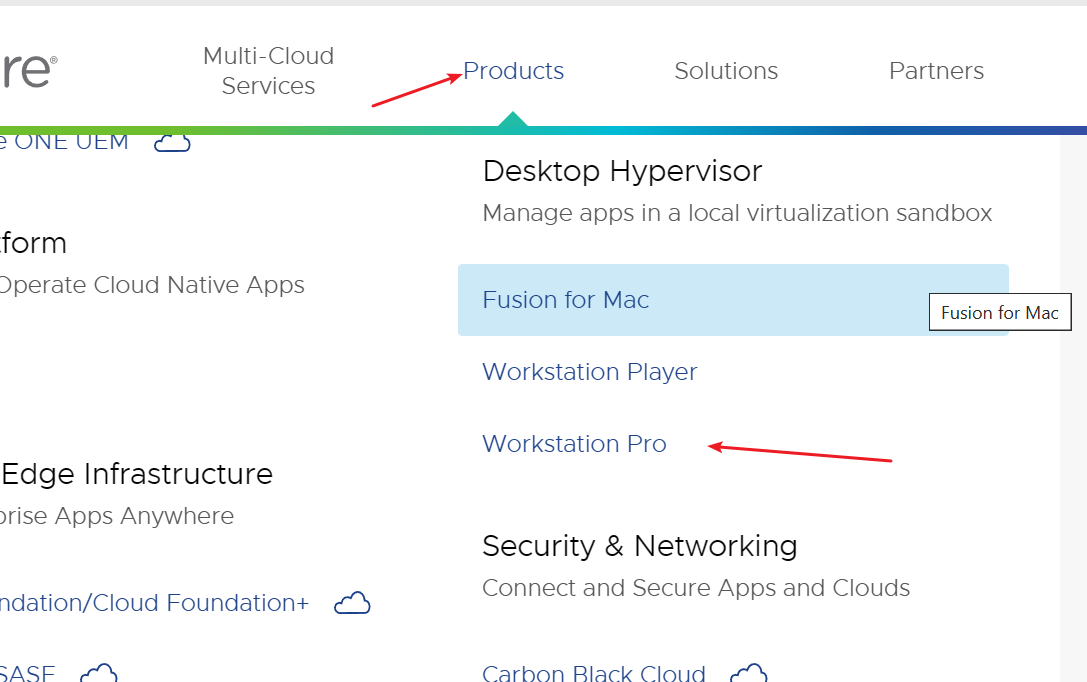 re®
Multi-Cloud
Services
Products
Solutions
Partners
e ONE UEM
tform
Operate Cloud Native Apps
Edge Infrastructure
prise Apps Anywhere
ndation/Cloud Foundation+
SASE
Desktop Hypervisor
Manage apps in a local virtualization sandbox
Fusion for Mac
Fusion for Mac
Workstation Player
Workstation Pro
Security & Networking
Connect and Secure Apps and Clouds
Carbon Black Cloud